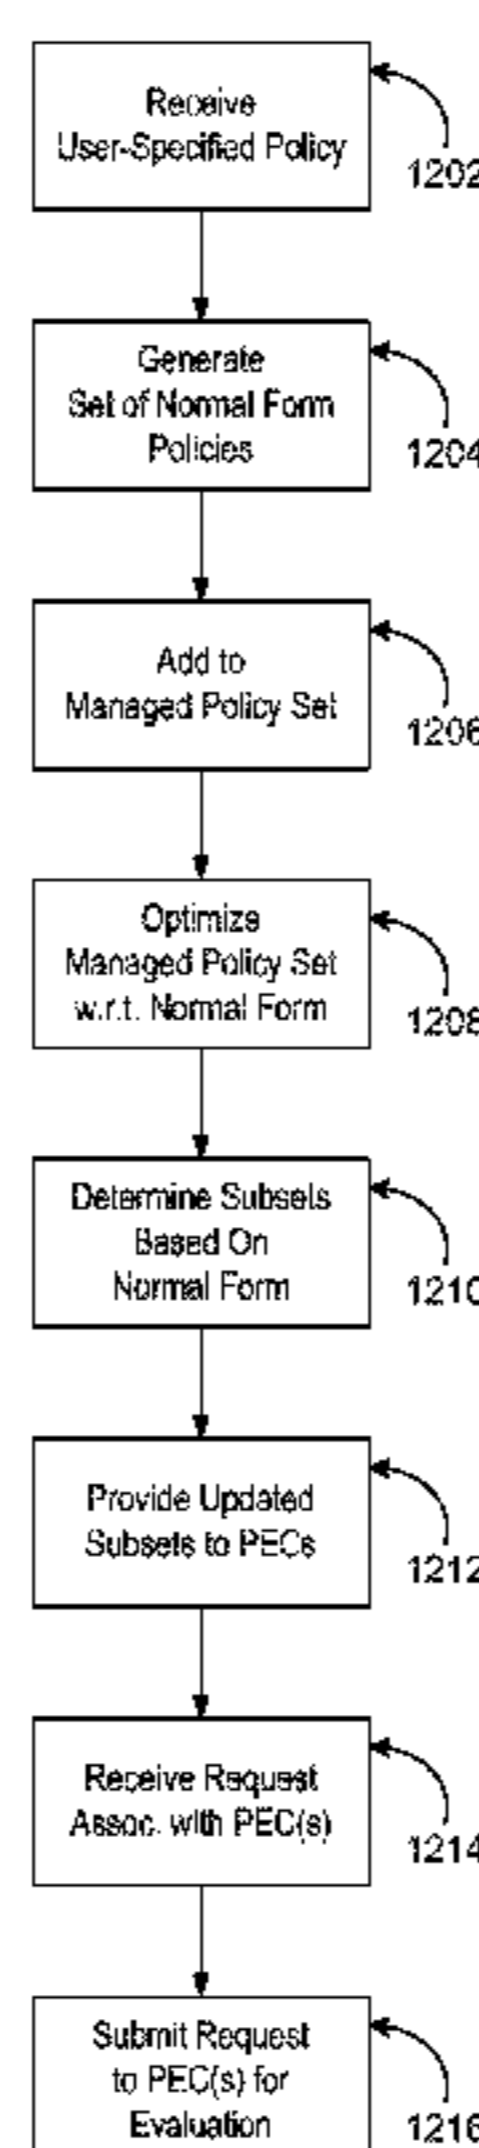 Receive
User-Specified Policy
1202
Generate
Set of Normal Form
Policies
1204
Add to
Managed Policy Set
1206
Optimize
Managed Policy Set
w.r.t. Normal Form
1208
Determine Subsets
Based On
Normal Form
1210
Provide Updated
Subsets to PECs
1212
Receive Request
Assoc. with PEC(s)
1214
Submit Request
to PEC(s) for
Evaluation
1216